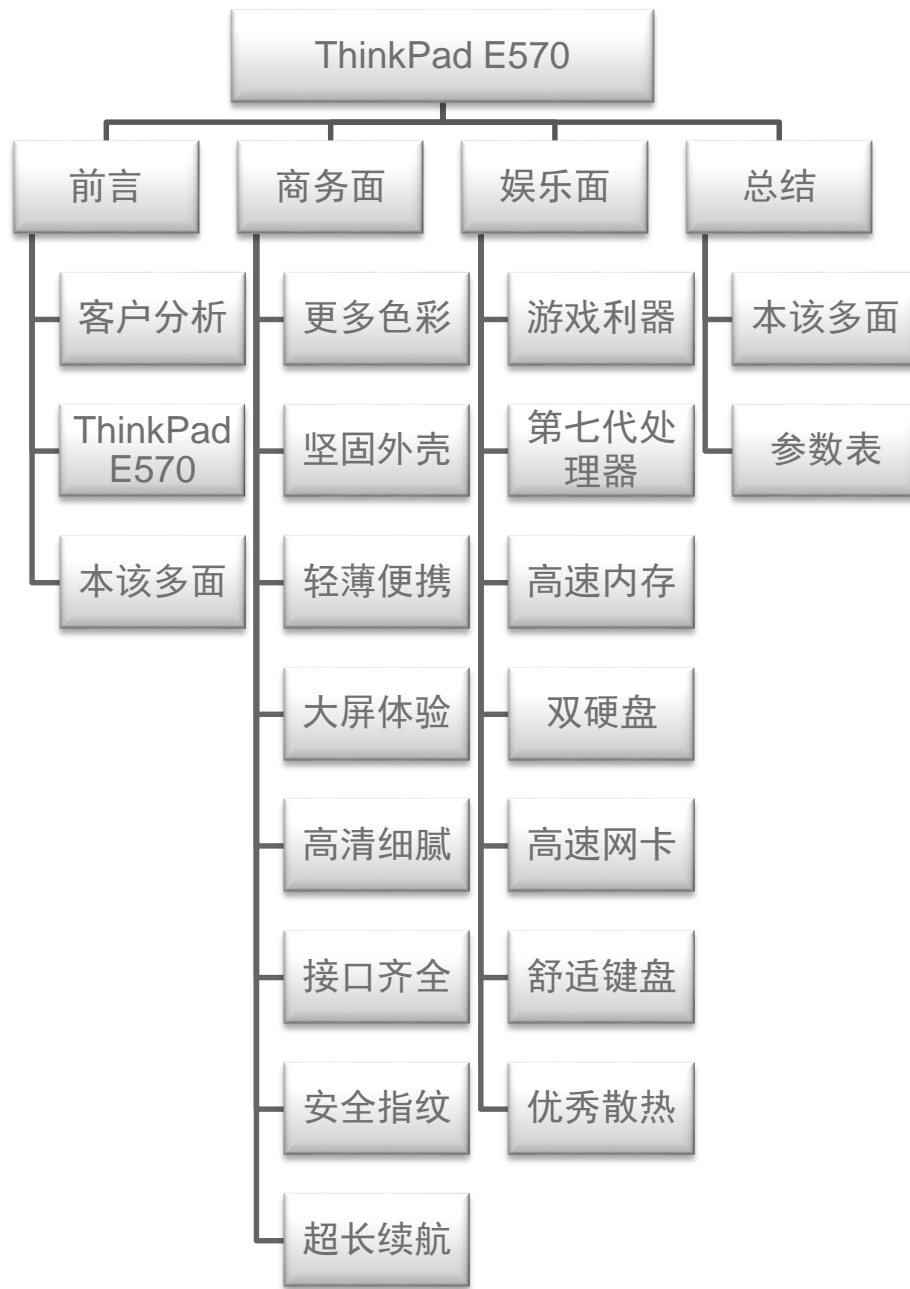 ThinkPad E570
前言
客户分析
ThinkPad
E570
本该多面
商务面
更多色彩
坚固外壳
轻薄便携
大屏体验
高清细腻
接口齐全
安全指纹
超长续航
娱乐面
游戏利器
第七代处
理器
高速内存
双硬盘
高速网卡
舒适键盘
优秀散热
总结
本该多面
参数表